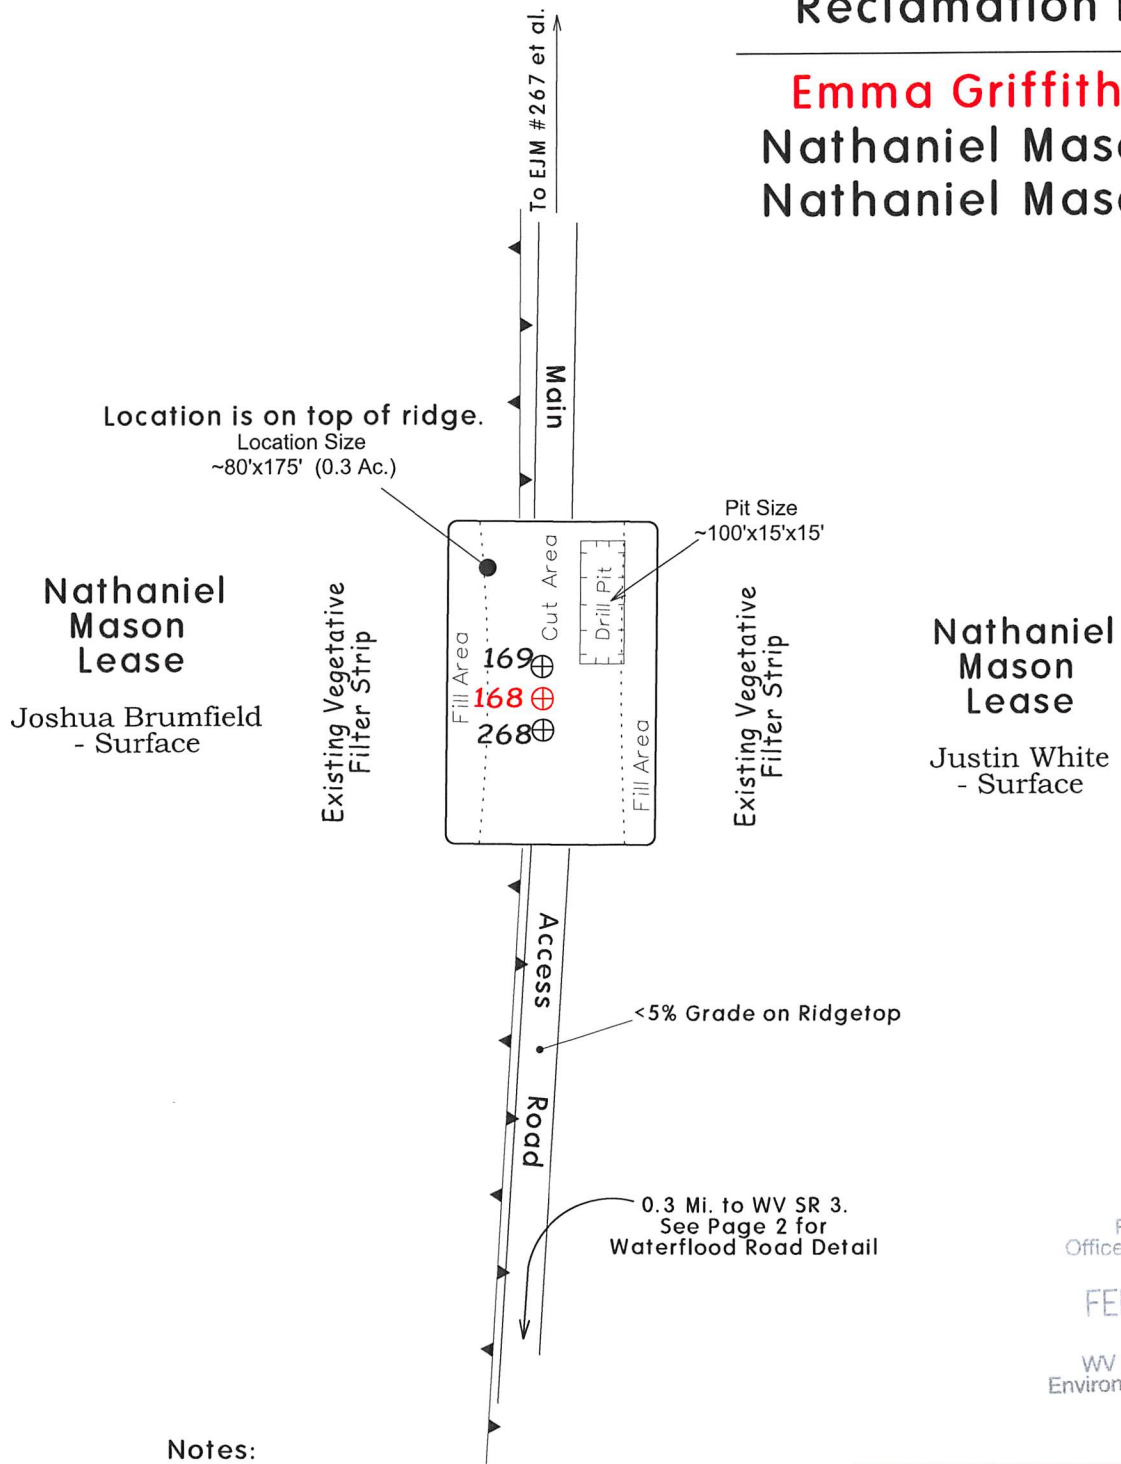 Reclamation
To EJM #267 et al.
Emma Griffith
Nathaniel
Nathaniel
Main
Location is on top of ridge.
Location Size
~80'x175' (0.3 Ac.)
Pit Size
~100'x15'x15'
Nathaniel
Mason
Lease
Joshua Brumfield
- Surface
Existing Vegetative
Filter Strip
Fill Area
Cut Area
Drill Pit
169
168
268
Fill Area
Existing Vegetative
Filter Strip
Nathaniel
Mason
Lease
Justin White
- Surface
Access
Road
<5% Grade on Ridgetop
0.3 Mi. to WV SR 3.
See Page 2 for
Waterflood Road Detail
Office
WV
Notes: